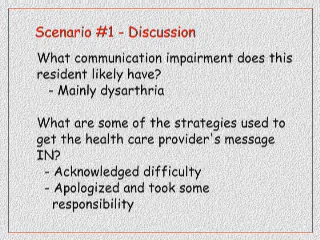 Scenario #1 - Discussion
What communication impairment does this
resident likely have?
- Mainly dysarthria
What are some of the strategies used to
get the health care provider's message
IN?
- Acknowledged difficulty
- Apologized and took some
responsibility